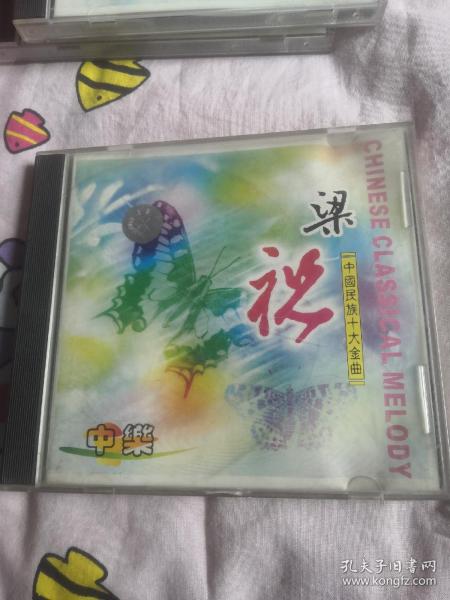 梁
祝
中國民族十大金曲
CHINESE CLASSICAL MELODY
中樂
孔夫子旧书网
www.kongfz.com